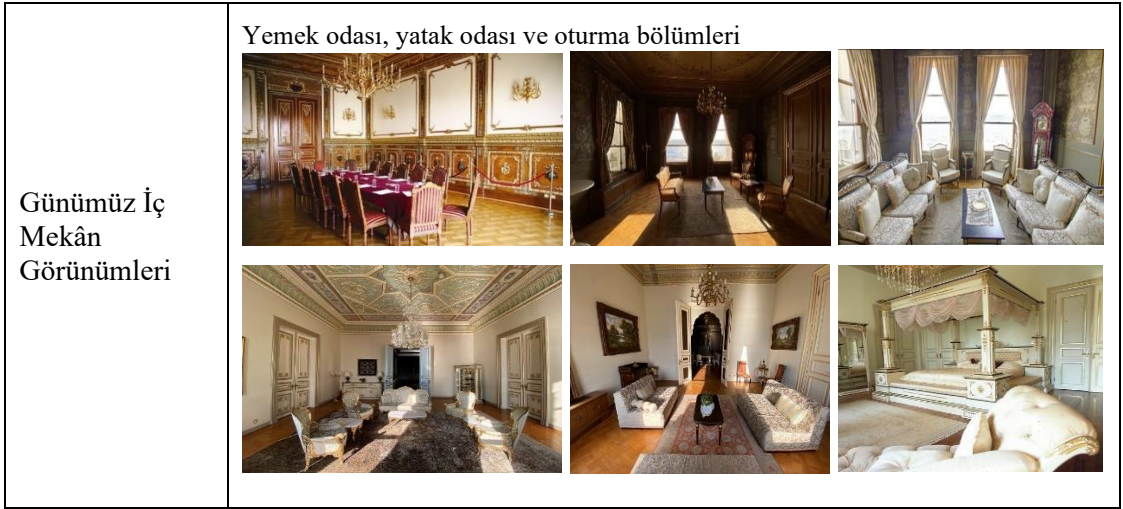 Günümüz İç
Mekân
Görünümleri
Yemek odası, yatak odası ve oturma bölümleri